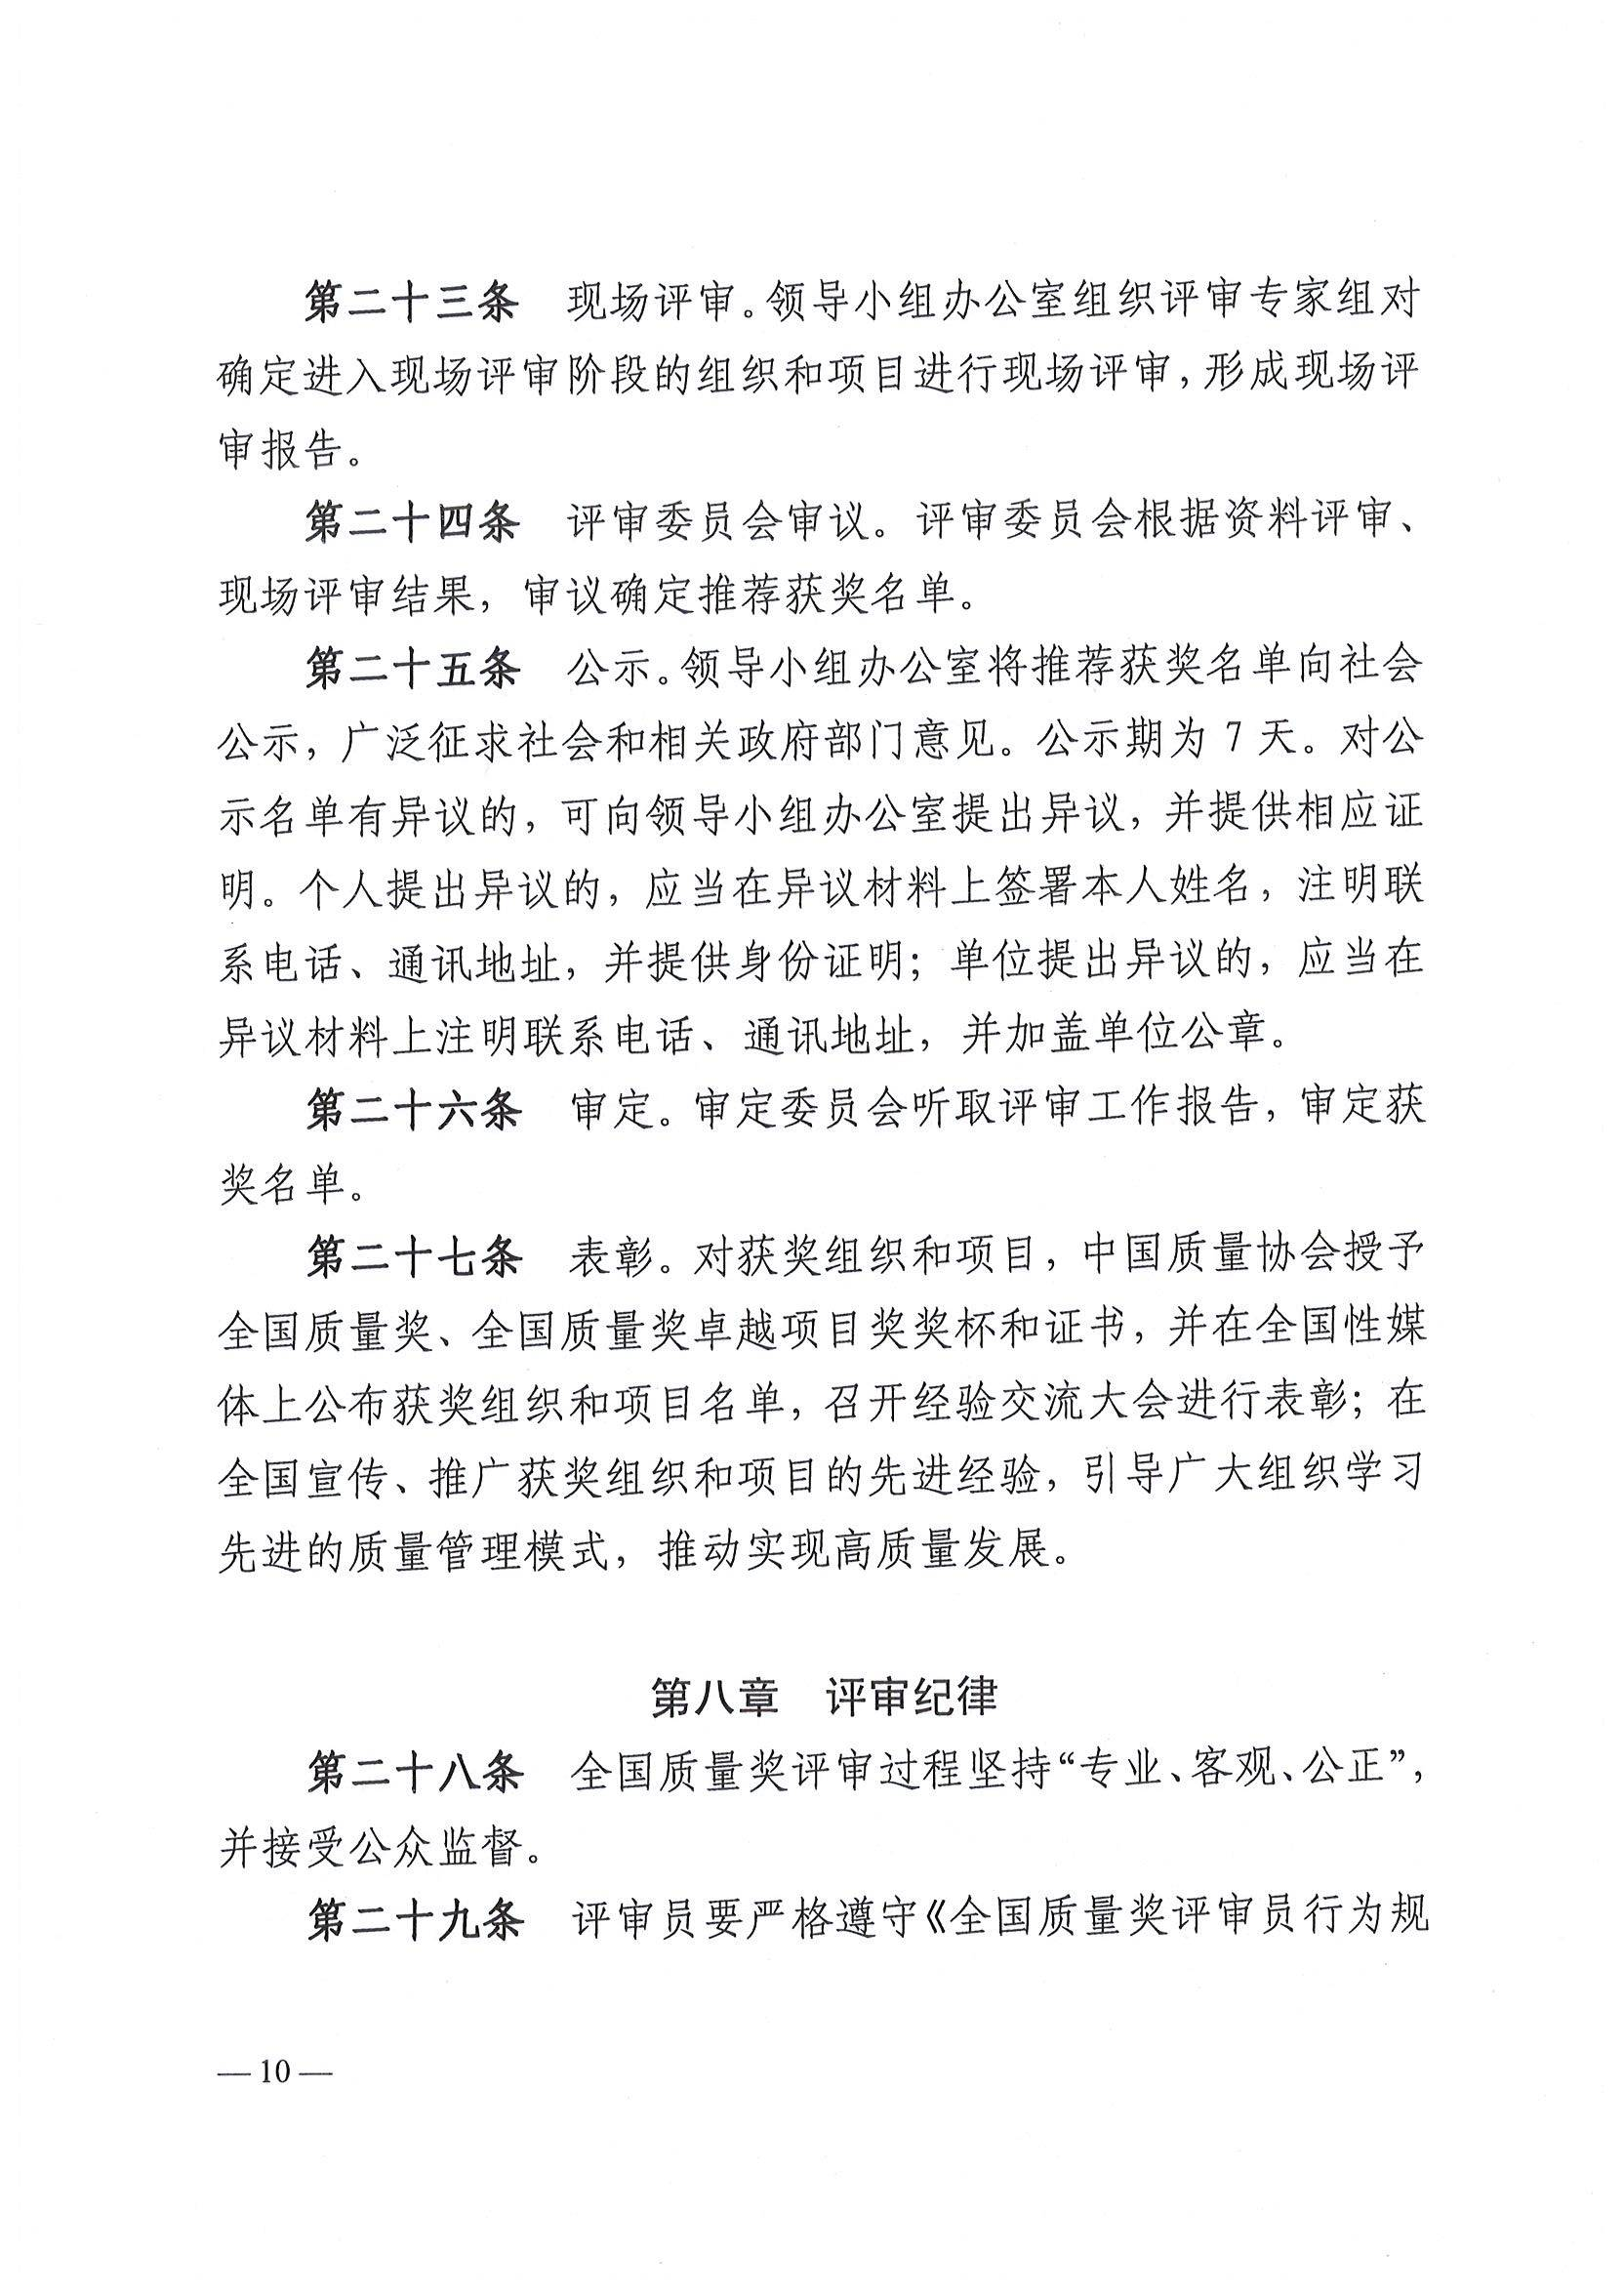 第二十三条　现场评审。领导小组办公室组织评审专家组对
确定进入现场评审阶段的组织和项目进行现场评审，形成现场评
审报告。
第二十四条　评审委员会审议。评审委员会根据资料评审、
现场评审结果，审议确定推荐获奖名单。
第二十五条　公示。领导小组办公室将推荐获奖名单向社会
公示，广泛征求社会和相关政府部门意见。公示期为 7 天。对公
示名单有异议的，可向领导小组办公室提出异议，并提供相应证
明。个人提出异议的，应当在异议材料上签署本人姓名，注明联
系电话、通讯地址，并提供身份证明；单位提出异议的，应当在
异议材料上注明联系电话、通讯地址，并加盖单位公章。
第二十六条　审定。审定委员会听取评审工作报告，审定获
奖名单。
第二十七条　表彰。对获奖组织和项目，中国质量协会授予
全国质量奖、全国质量奖卓越项目奖奖杯和证书，并在全国性媒
体上公布获奖组织和项目名单，召开经验交流大会进行表彰；在
全国宣传、推广获奖组织和项目的先进经验，引导广大组织学习
先进的质量管理模式，推动实现高质量发展。
第八章　评审纪律
第二十八条　全国质量奖评审过程坚持“专业、客观、公正”，
并接受公众监督。
第二十九条　评审员要严格遵守《全国质量奖评审员行为规
— 10 —